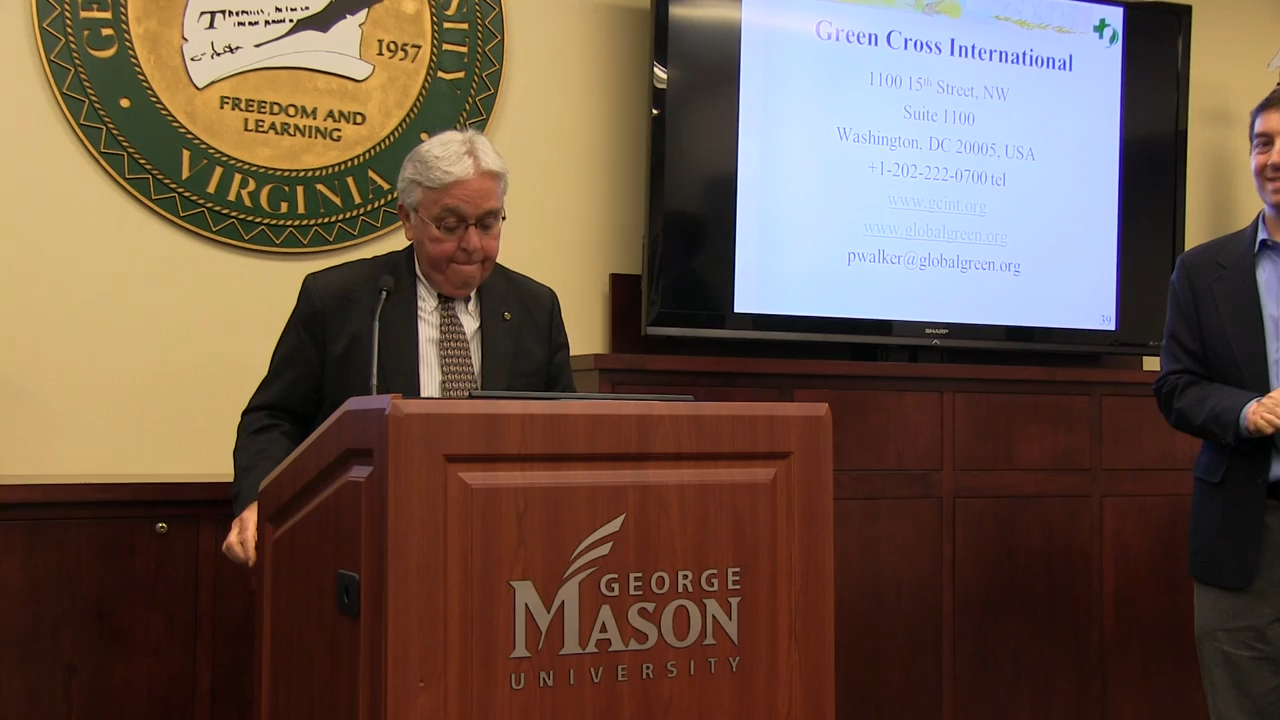 1957
FREEDOM AND
LEARNING
VIRGINIA
Green Cross International
1100 15th Street, NW
Suite 1100
Washington, DC 20005, USA
+1-202-222-0700 tel
www.gcint.org
www.globalgreen.org
pwalker@globalgreen.org
39
SHARP
GEORGE
MASON
UNIVERSITY